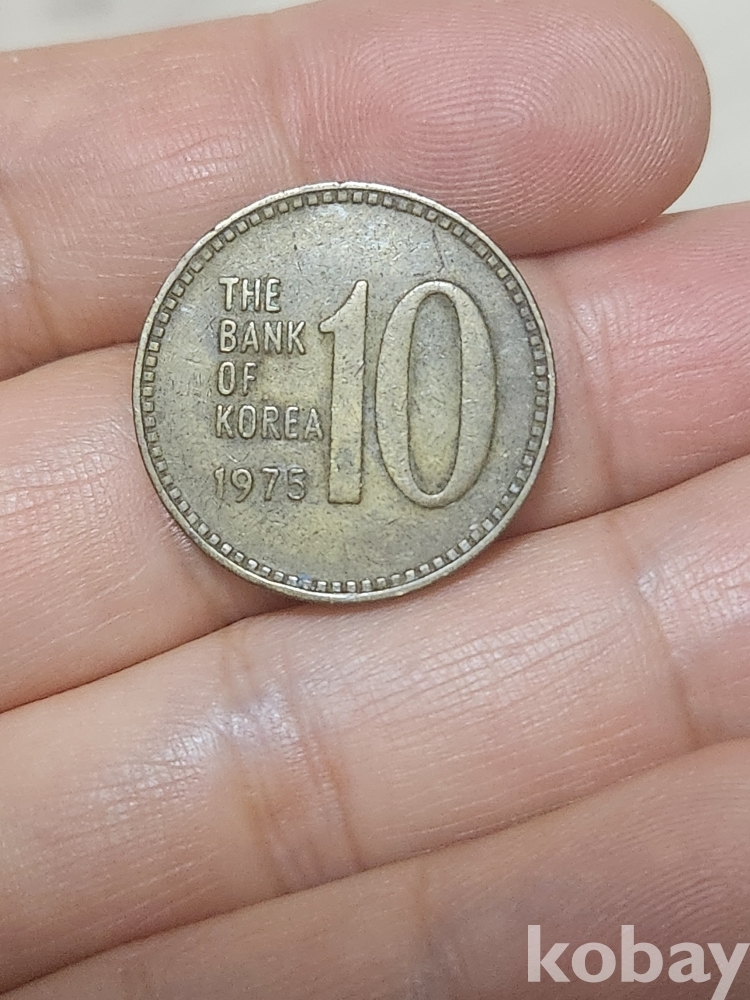 THE
BANK
OF
KOREA
1975
10
kobay